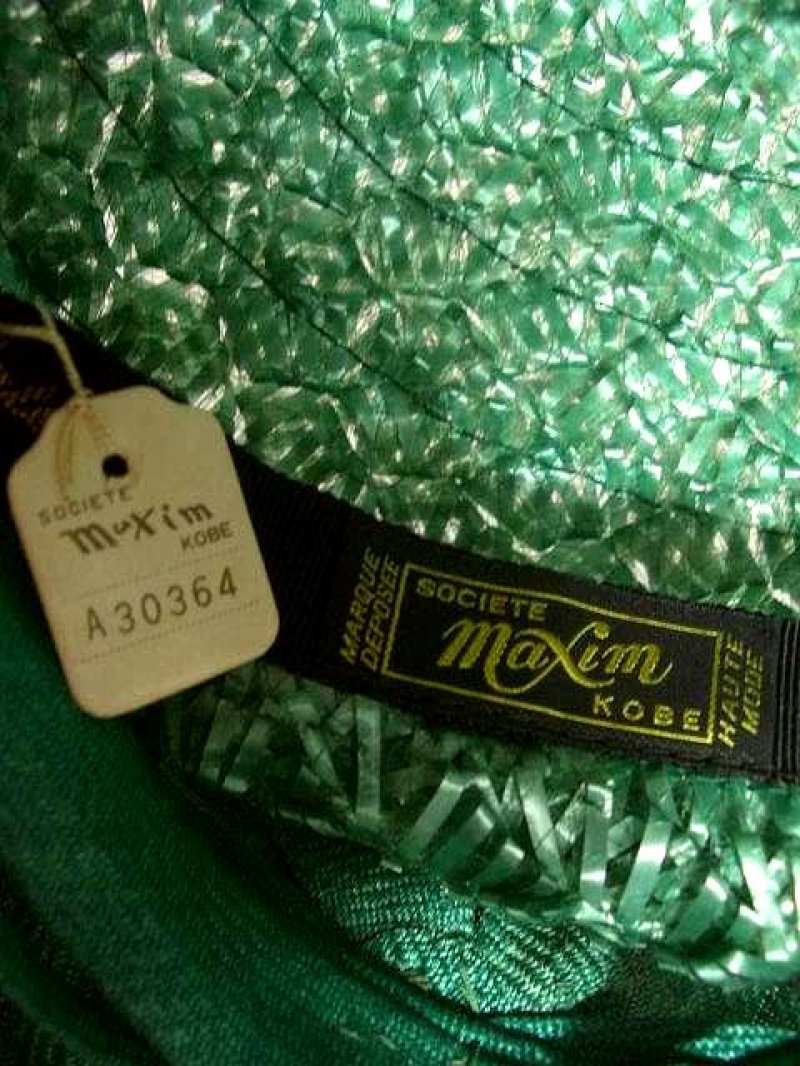 SOCIETE
maxim
KOBE
A30364
MARQUE
DEPOSEE
SOCIETE
maxim
KOBE
HAUTE
MODE